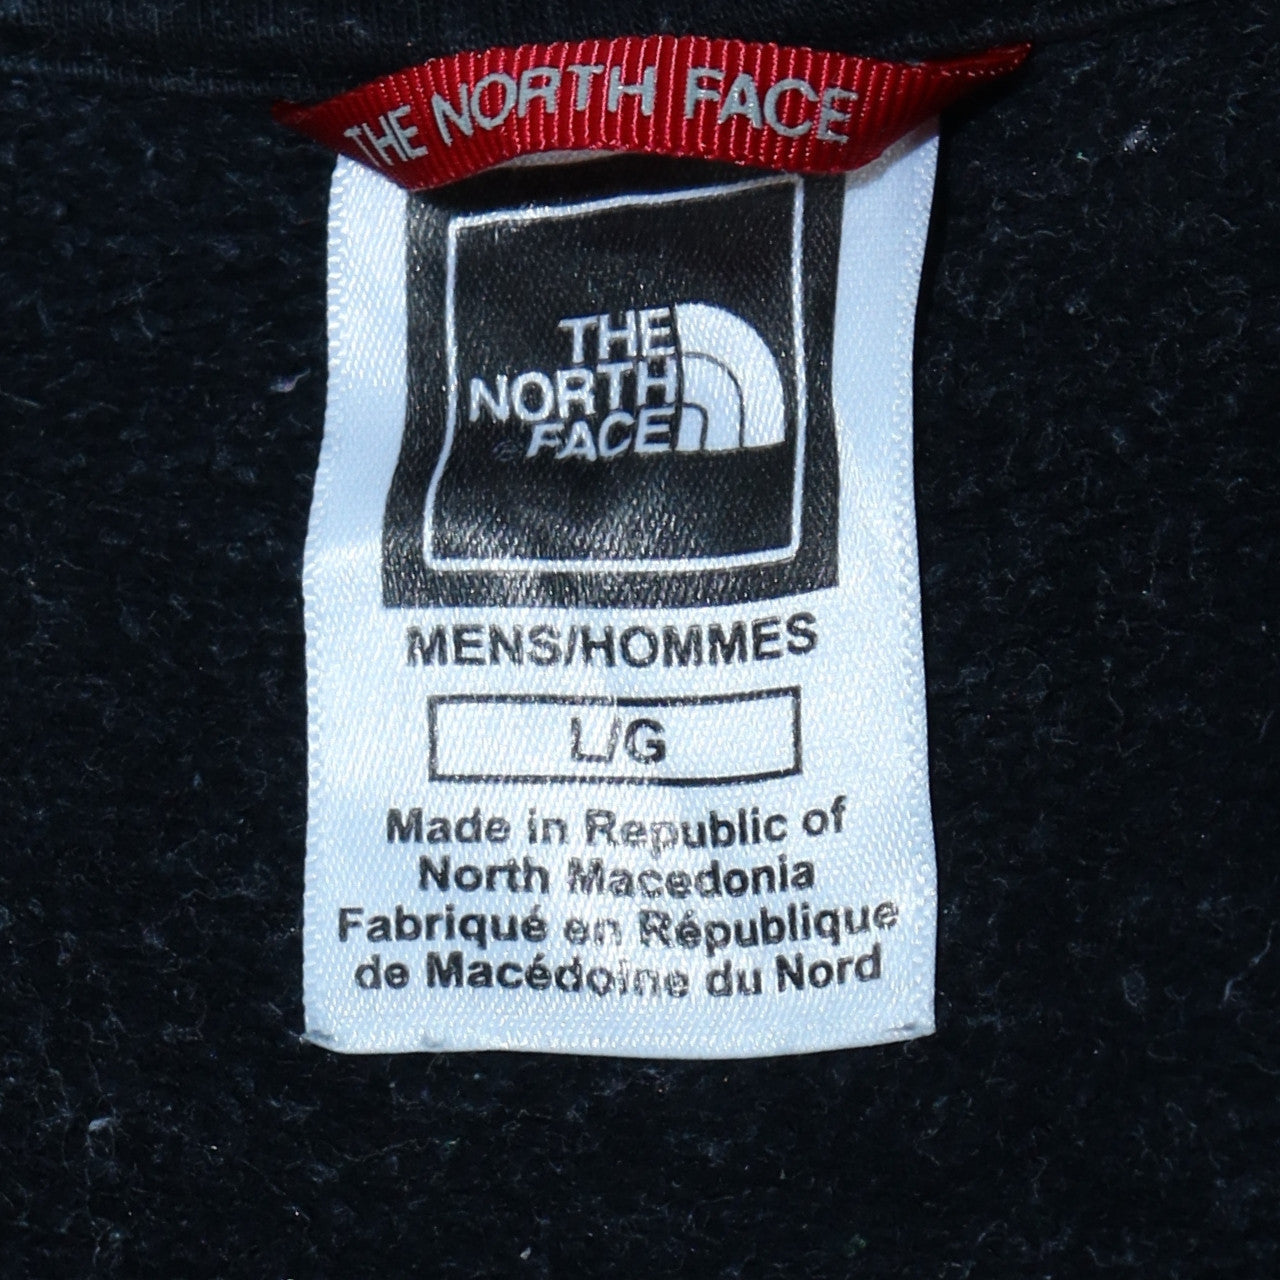 THE NORTH FACE
THE
NORTH
FACE
MENS/HOMMES
L/G
Made in Republic of
North Macedonia
Fabriqué en République
de Macédoine du Nord